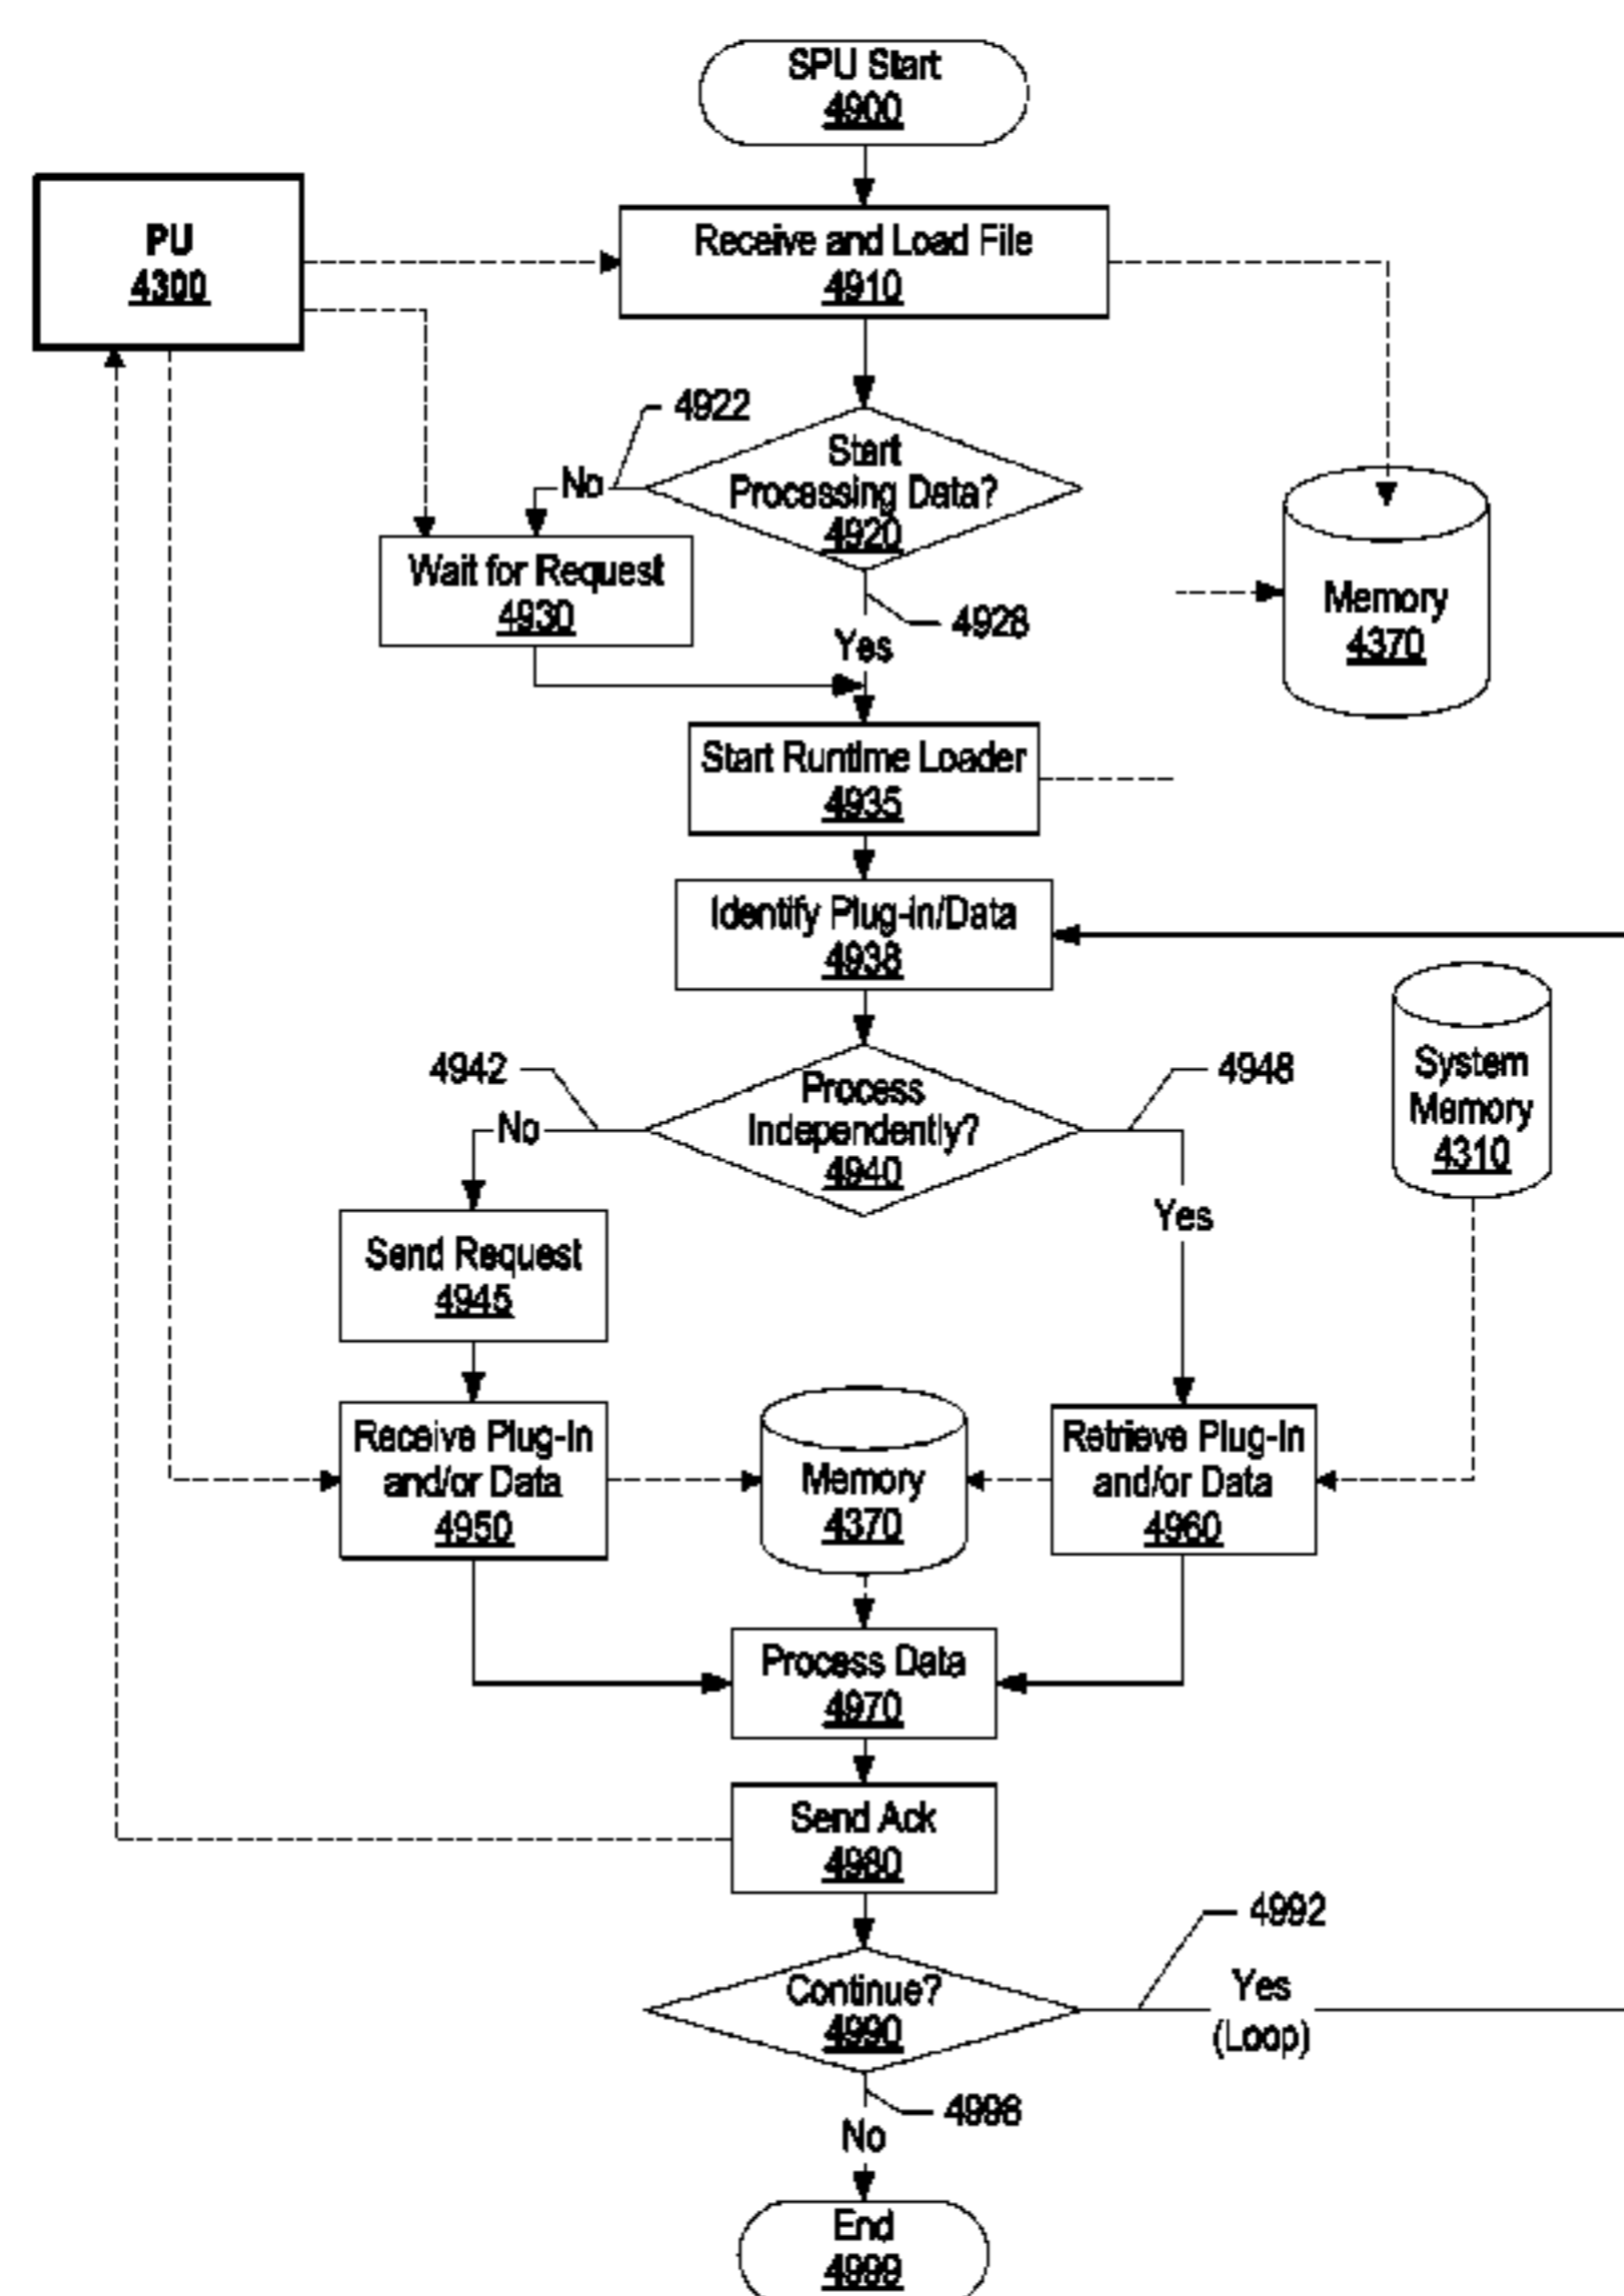 SPU Start
4900
PU
4300
Receive and Load File
4910
4922
Start
Processing Data?
4920
No
Wait for Request
4930
4928
Yes
Memory
4370
Start Runtime Loader
4935
Identify Plug-in/Data
4938
4942
Process
Independently?
4940
4948
No
Yes
System
Memory
4310
Send Request
4945
Receive Plug-In
and/or Data
4950
Memory
4370
Retrieve Plug-In
and/or Data
4960
Process Data
4970
Send Ack
4980
4992
Continue?
4990
Yes
(Loop)
4998
No
End
4999